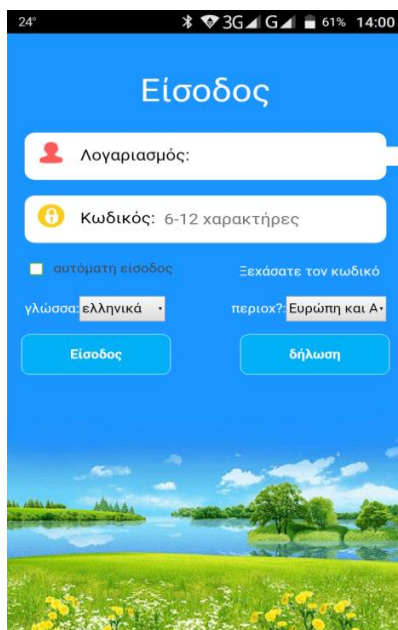 24° 3G G 61% 14:00
Είσοδος
Λογαριασμός:
Κωδικός: 6-12 χαρακτήρες
αυτόματη είσοδος Ξεχάσατε τον κωδικό
γλώσσα: ελληνικά περιοχ?: Ευρώπη και Α
Είσοδος δήλωση